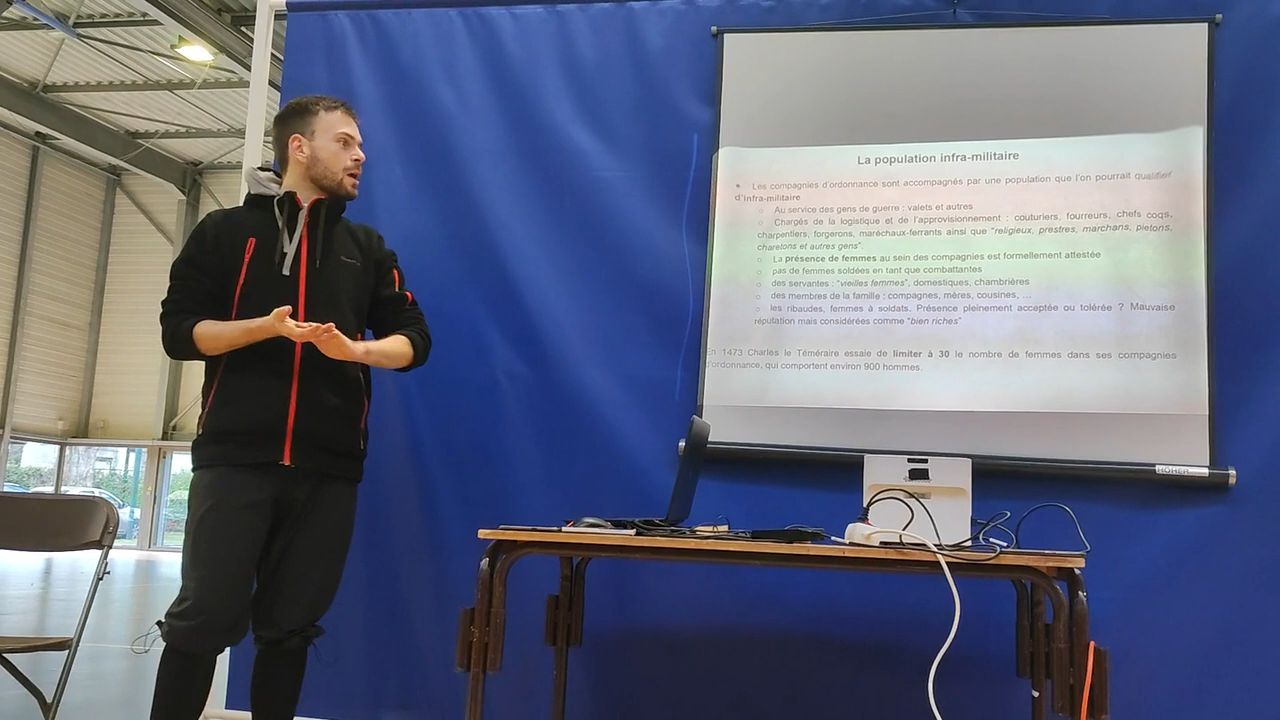 La population infra-militaire
● Les compagnies d'ordonnance sont accompagnés par une population que l'on pourrait qualifier
d'infra-militaire
○ Au service des gens de guerre : valets et autres
○ Chargés de la logistique et de l'approvisionnement : couturiers, fourreurs, chefs coqs,
charpentiers, forgerons, maréchaux-ferrants ainsi que "religieux, prestres, marchans, pietons,
charetons et autres gens".
○ La présence de femmes au sein des compagnies est formellement attestée
○ pas de femmes soldées en tant que combattantes
○ des servantes : "vieilles femmes", domestiques, chambrières
○ des membres de la famille : compagnes, mères, cousines, ...
○ les ribaudes, femmes à soldats. Présence pleinement acceptée ou tolérée ? Mauvaise
réputation mais considérées comme "bien riches"
En 1473 Charles le Téméraire essaie de limiter à 30 le nombre de femmes dans ses compagnies
d'ordonnance, qui comportent environ 900 hommes.
HÖHER